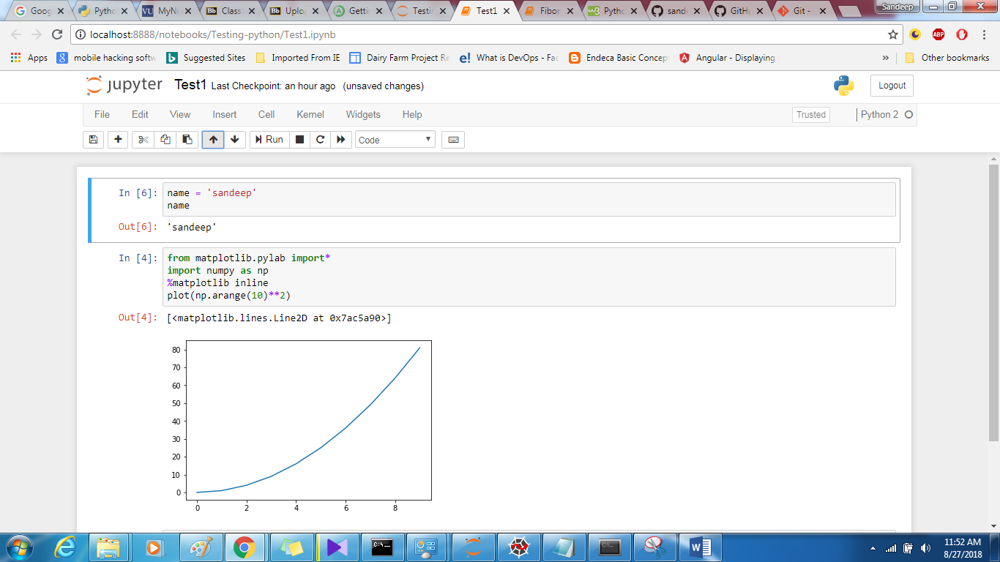 Goog
Pytho
MyNe
Class
Uploa
Gettin
Testin
Test1
Fibon
Pytho
sande
GitHu
Git -
Sandeep
localhost:8888/notebooks/Testing-python/Test1.ipynb
ABP
Apps
mobile hacking softw
Suggested Sites
Imported From IE
Dairy Farm Project Re
What is DevOps - Fac
Endeca Basic Concep
Angular - Displaying
»
Other bookmarks
jupyter Test1 Last Checkpoint: an hour ago (unsaved changes)
Logout
File Edit View Insert Cell Kernel Widgets Help
Trusted
Python 2
Run
Code
In [6]: name = 'sandeep'
name
Out[6]: 'sandeep'
In [4]: from matplotlib.pylab import*
import numpy as np
%matplotlib inline
plot(np.arange(10)**2)
Out[4]: [<matplotlib.lines.Line2D at 0x7ac5a90>]
80
70
60
50
40
30
20
10
0
0 2 4 6 8
11:52 AM
8/27/2018